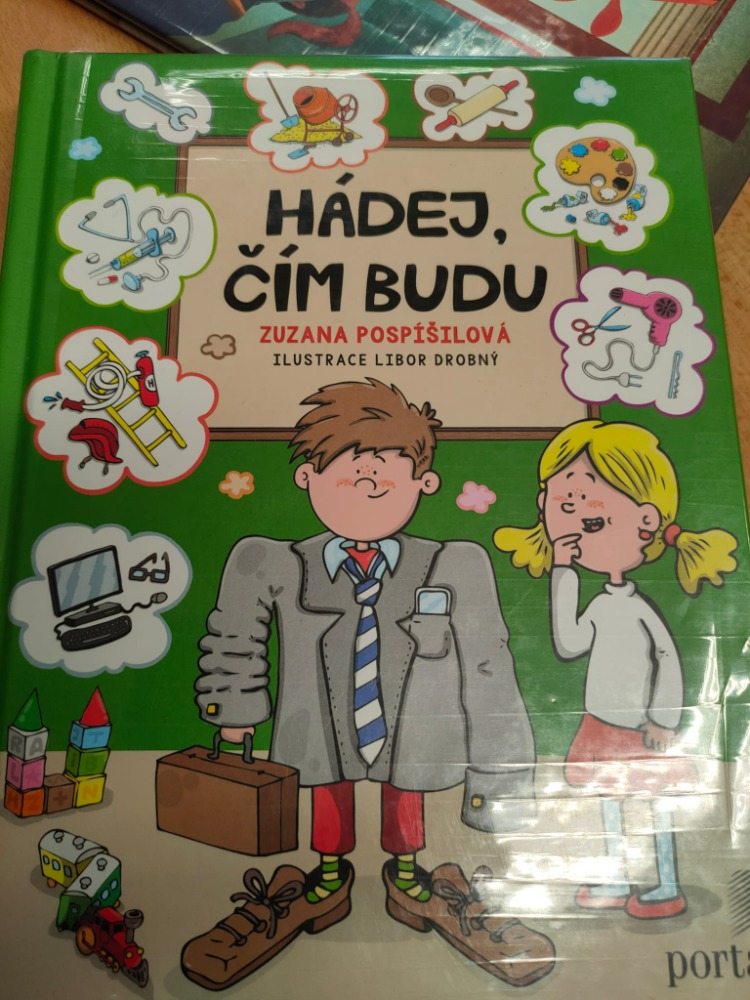 HÁDEJ,
ČÍM BUDU
ZUZANA POSPÍŠILOVÁ
ILUSTRACE LIBOR DROBNÝ
porta